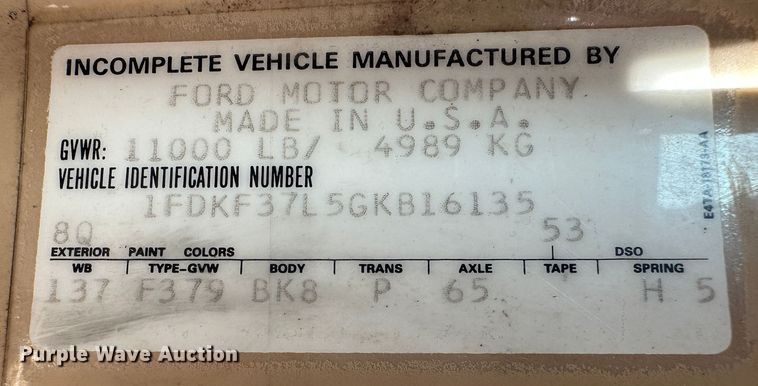 INCOMPLETE VEHICLE MANUFACTURED BY
FORD MOTOR COMPANY
MADE IN U.S.A.
GVWR: 11000 LB/ 4989 KG
VEHICLE IDENTIFICATION NUMBER
1FDKF37L5GKB16135
8Q 53
EXTERIOR PAINT COLORS DSO
WB TYPE-GVW BODY TRANS AXLE TAPE SPRING
137 F379 BK8 P 65 H 5
Purple Wave Auction